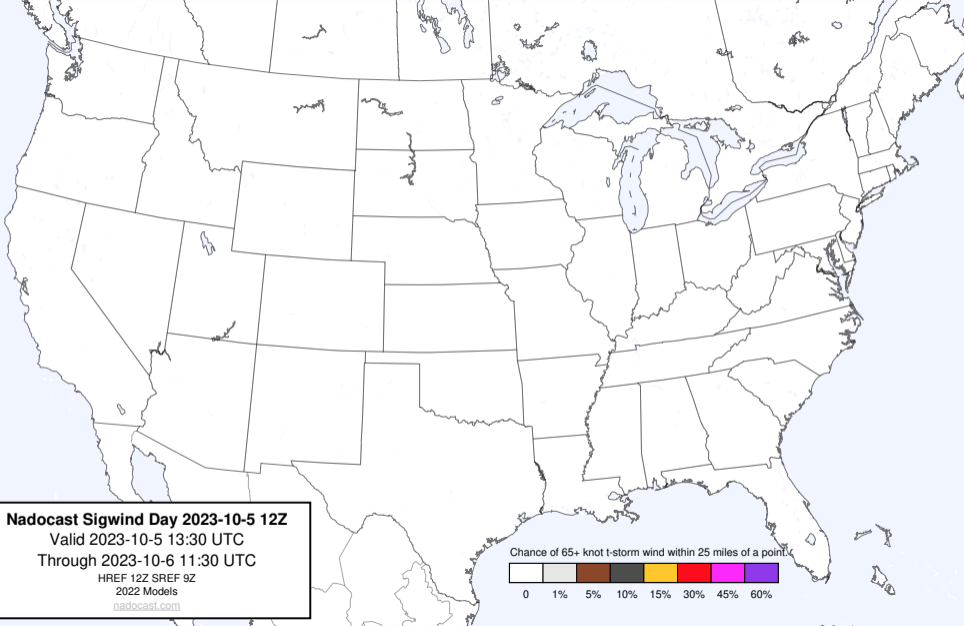 Nadocast Sigwind Day 2023-10-5 12Z
Valid 2023-10-5 13:30 UTC
Through 2023-10-6 11:30 UTC
HREF 12Z SREF 9Z
2022 Models
nadocast.com
Chance of 65+ knot t-storm wind within 25 miles of a point.
0 1% 5% 10% 15% 30% 45% 60%